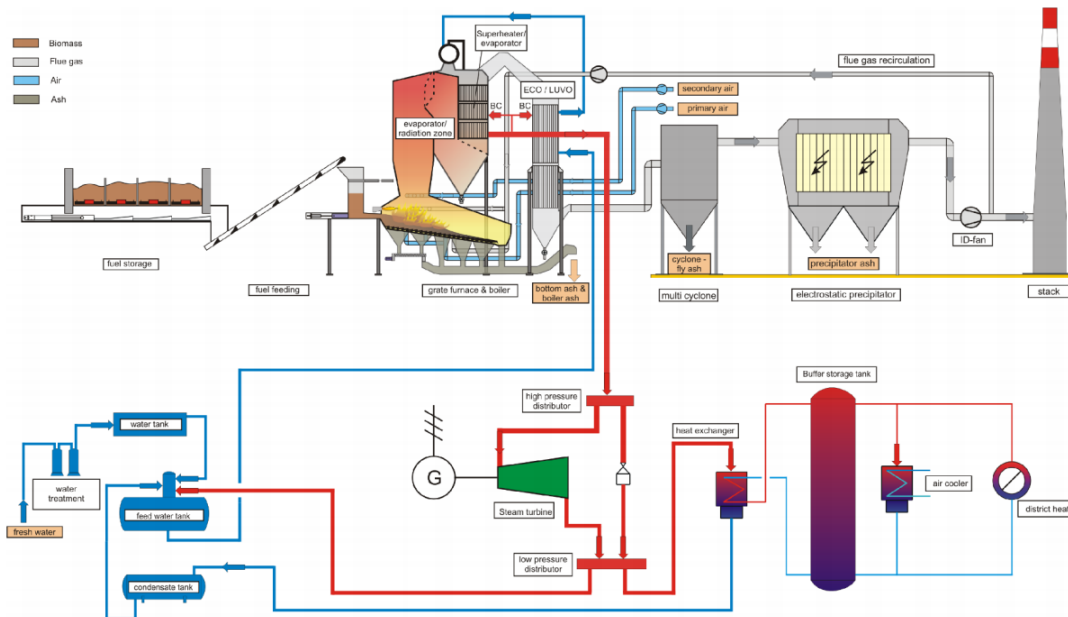 Biomass
Flue gas
Air
Ash
Superheater/
evaporator
ECO / LUVO
BC
BC
evaporator/
radiation zone
flue gas recirculation
secondary air
primary air
fuel storage
fuel feeding
grate furnace & boiler
bottom ash &
boiler ash
cyclone -
fly ash
multi cyclone
precipitator ash
electrostatic precipitator
ID-fan
stack
water tank
water
treatment
fresh water
feed water tank
condensate tank
high pressure
distributor
G
Steam turbine
low pressure
distributor
heat exchanger
Buffer storage tank
air cooler
district heat